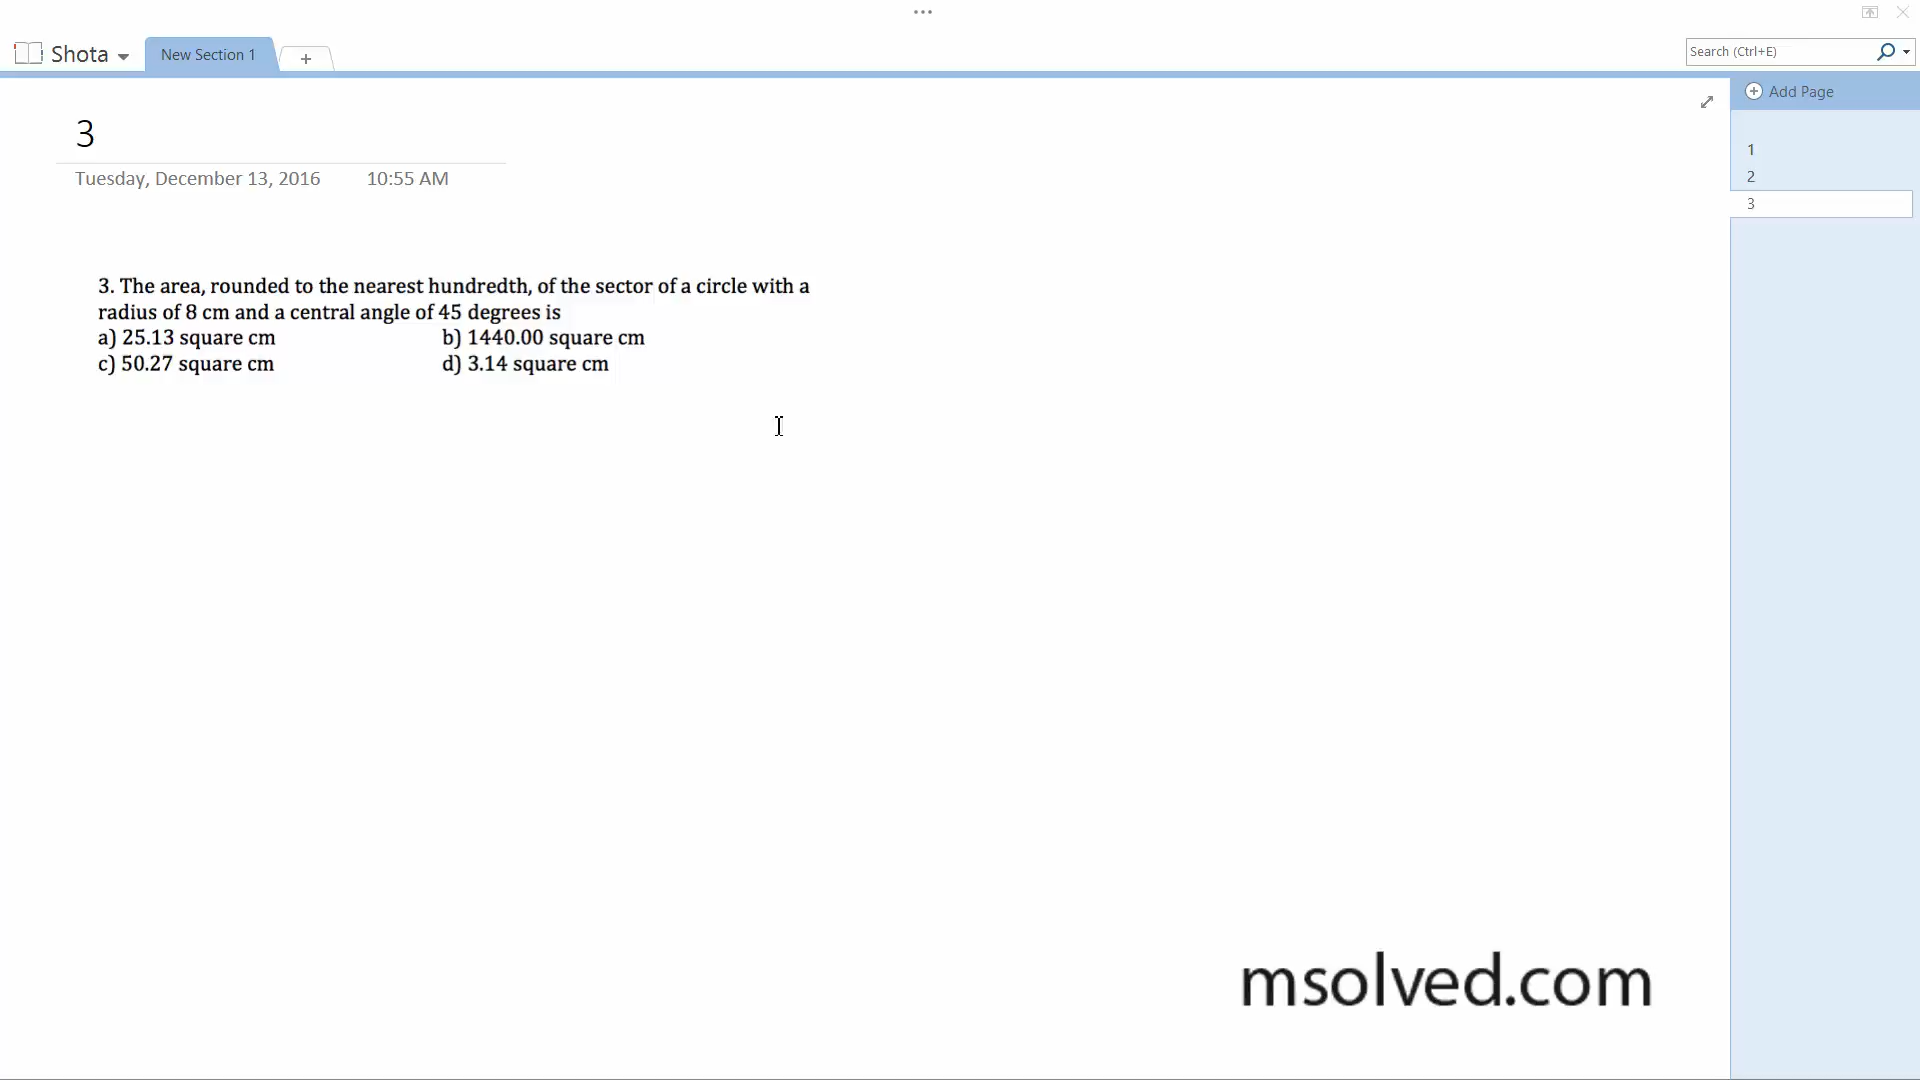 ...
Shota
New Section 1
+
Search (Ctrl+E)
Add Page
3
Tuesday, December 13, 2016 10:55 AM
1
2
3
3. The area, rounded to the nearest hundredth, of the sector of a circle with a
radius of 8 cm and a central angle of 45 degrees is
a) 25.13 square cm b) 1440.00 square cm
c) 50.27 square cm d) 3.14 square cm
msolved.com